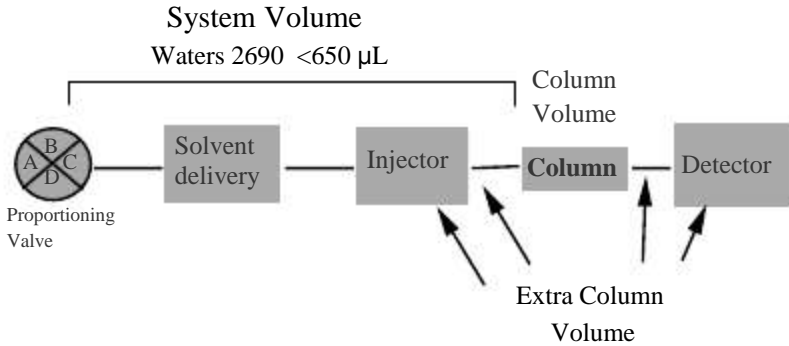 System Volume
Waters 2690 <650 µL
Column
Volume
B
A C
D
Solvent
delivery
Injector
Column
Detector
Proportioning
Valve
Extra Column
Volume